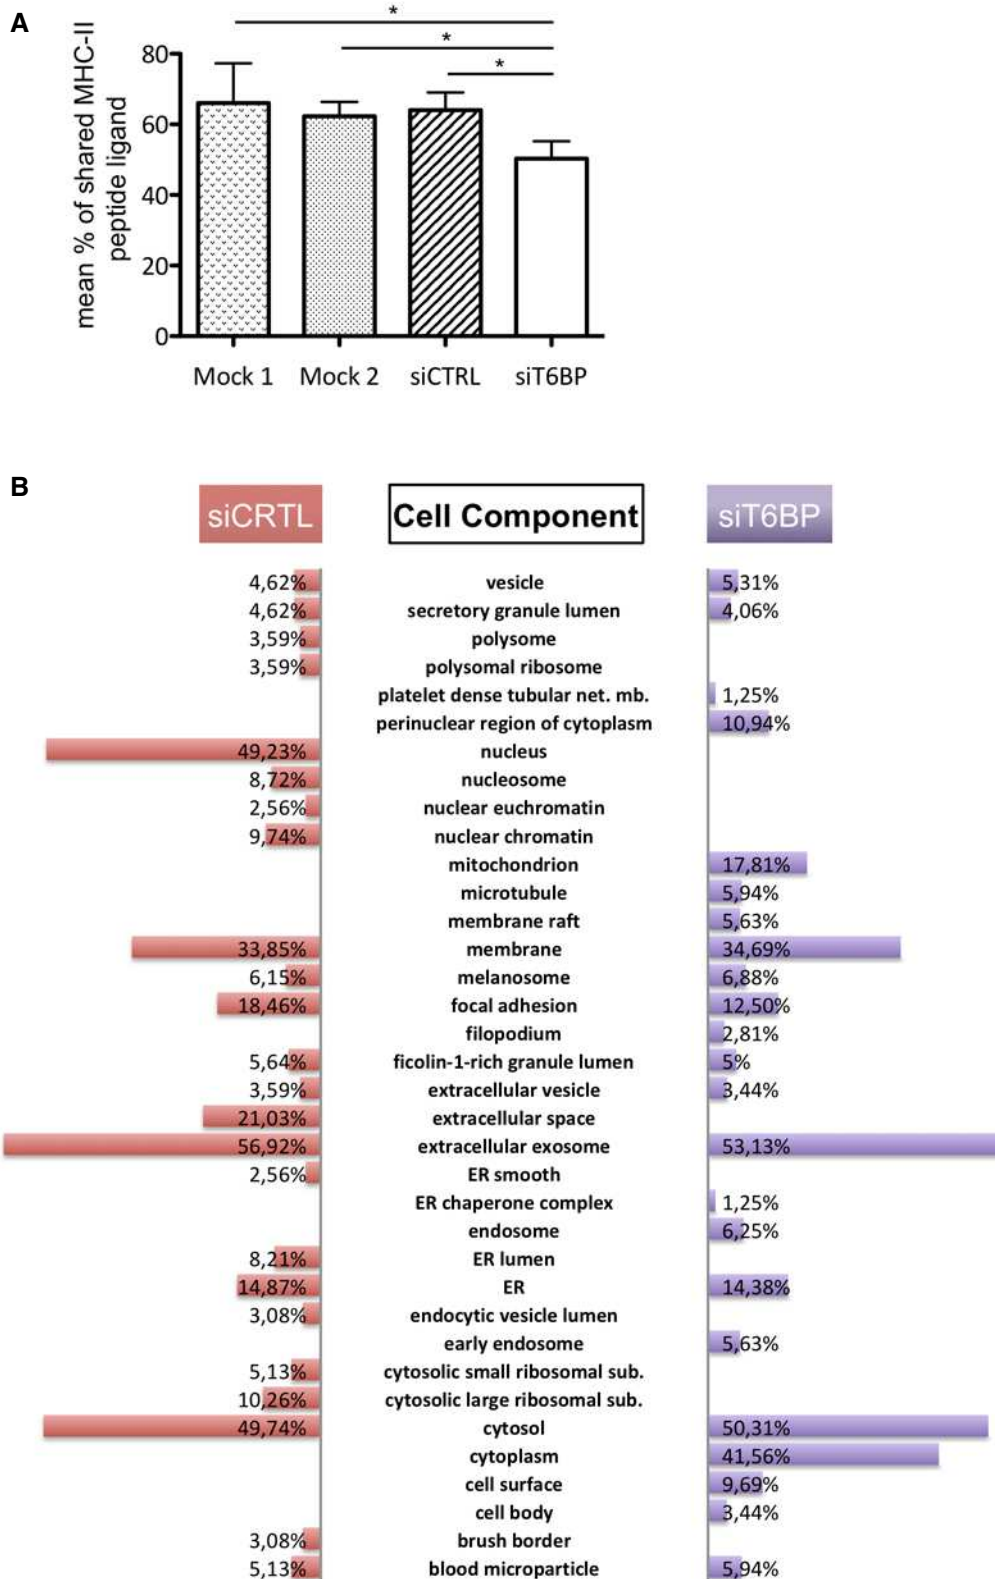 A
*
*
*
mean % of shared MHC-II
peptide ligand
80
60
40
20
0
Mock 1 Mock 2 siCTRL siT6BP
B
siCRTL Cell Component siT6BP
4,62% vesicle 5,31%
4,62% secretory granule lumen 4,06%
3,59% polysome
3,59% polysomal ribosome
platelet dense tubular net. mb. 1,25%
perinuclear region of cytoplasm 10,94%
49,23% nucleus
8,72% nucleosome
2,56% nuclear euchromatin
9,74% nuclear chromatin
mitochondrion 17,81%
microtubule 5,94%
membrane raft 5,63%
33,85% membrane 34,69%
6,15% melanosome 6,88%
18,46% focal adhesion 12,50%
filopodium 2,81%
5,64% ficolin-1-rich granule lumen 5%
3,59% extracellular vesicle 3,44%
21,03% extracellular space
56,92% extracellular exosome 53,13%
2,56% ER smooth
ER chaperone complex 1,25%
endosome 6,25%
8,21% ER lumen
14,87% ER 14,38%
3,08% endocytic vesicle lumen
early endosome 5,63%
5,13% cytosolic small ribosomal sub.
10,26% cytosolic large ribosomal sub.
49,74% cytosol 50,31%
cytoplasm 41,56%
cell surface 9,69%
cell body 3,44%
3,08% brush border
5,13% blood microparticle 5,94%